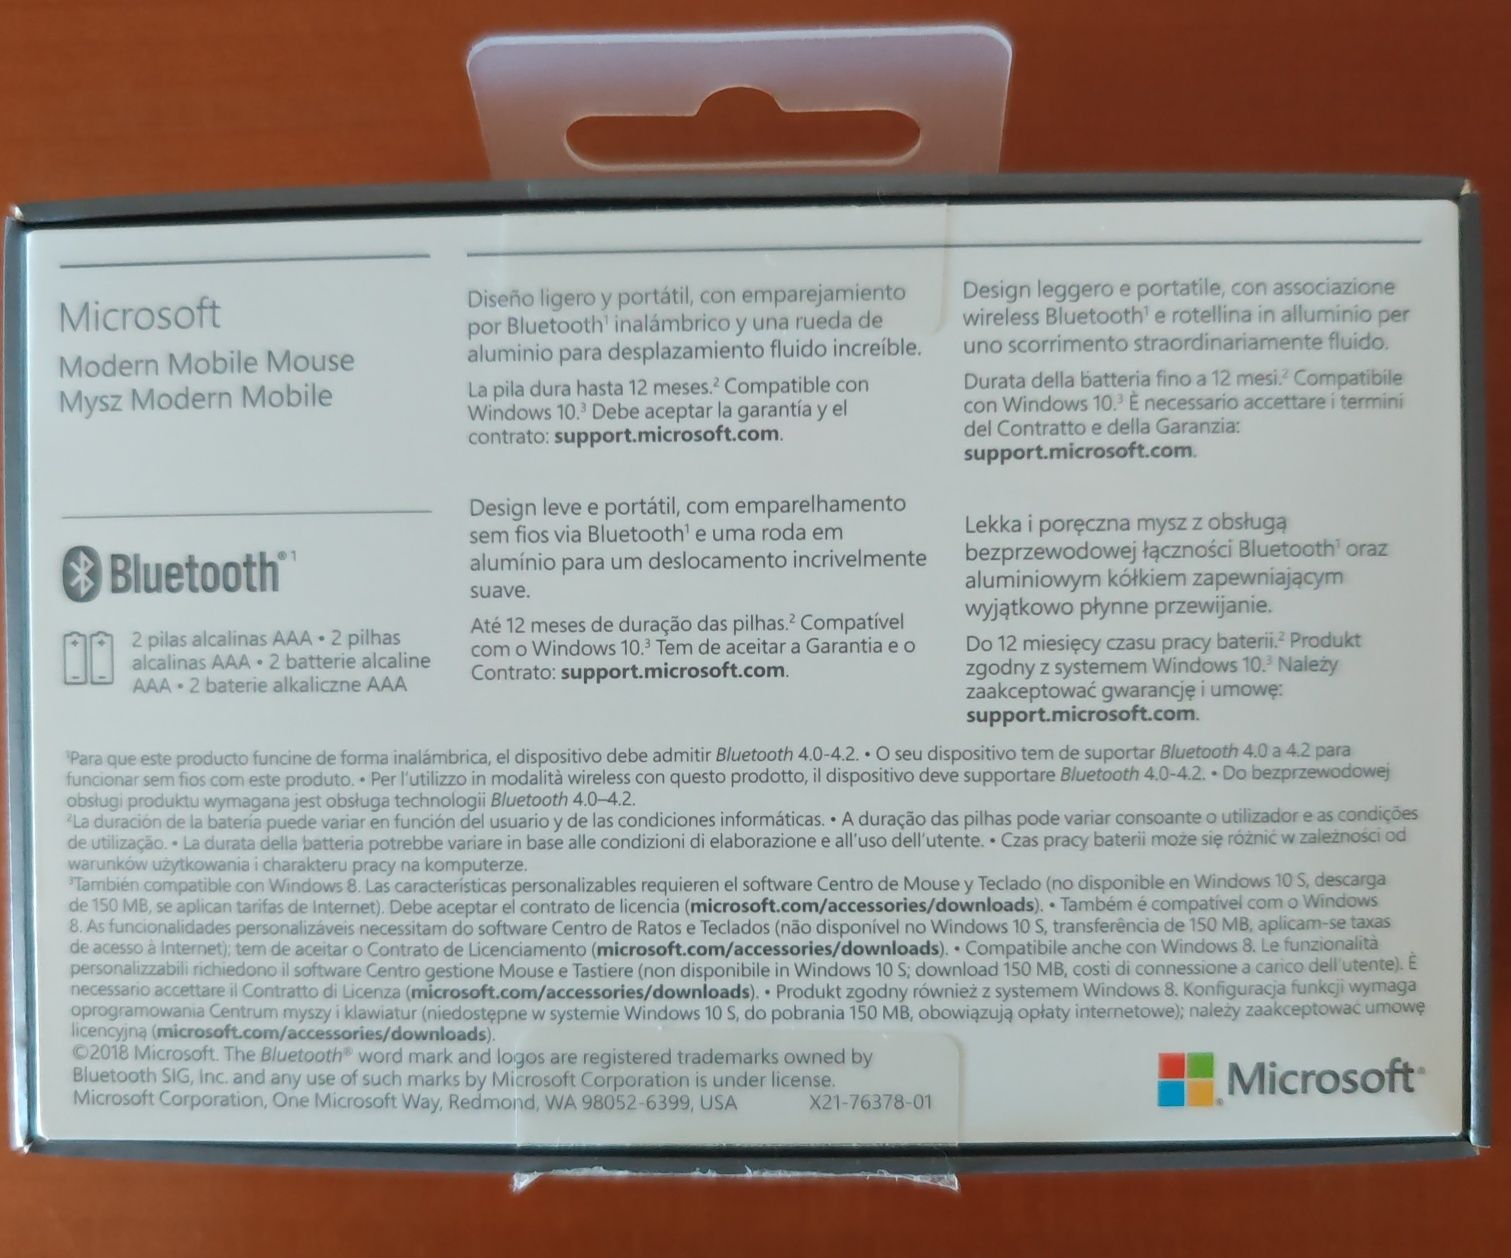 Microsoft
Modern Mobile Mouse
Mysz Modern Mobile
Bluetooth®1
2 pilas alcalinas AAA • 2 pilhas
alcalinas AAA • 2 batterie alcaline
AAA • 2 baterie alkaliczne AAA
Diseño ligero y portátil, con emparejamiento
por Bluetooth¹ inalámbrico y una rueda de
aluminio para desplazamiento fluido increíble.
La pila dura hasta 12 meses.² Compatible con
Windows 10.³ Debe aceptar la garantía y el
contrato: support.microsoft.com.
Design leve e portátil, com emparelhamento
sem fios via Bluetooth¹ e uma roda em
alumínio para um deslocamento incrivelmente
suave.
Até 12 meses de duração das pilhas.² Compatível
com o Windows 10.³ Tem de aceitar a Garantia e o
Contrato: support.microsoft.com.
Design leggero e portatile, con associazione
wireless Bluetooth¹ e rotellina in alluminio per
uno scorrimento straordinariamente fluido.
Durata della batteria fino a 12 mesi.² Compatibile
con Windows 10.³ È necessario accettare i termini
del Contratto e della Garanzia:
support.microsoft.com.
Lekka i poręczna mysz z obsługą
bezprzewodowej łączności Bluetooth¹ oraz
aluminiowym kółkiem zapewniającym
wyjątkowo płynne przewijanie.
Do 12 miesięcy czasu pracy baterii.² Produkt
zgodny z systemem Windows 10.³ Należy
zaakceptować gwarancję i umowę:
support.microsoft.com.
¹Para que este producto funcine de forma inalámbrica, el dispositivo debe admitir Bluetooth 4.0-4.2. • O seu dispositivo tem de suportar Bluetooth 4.0 a 4.2 para
funcionar sem fios com este produto. • Per l'utilizzo in modalità wireless con questo prodotto, il dispositivo deve supportare Bluetooth 4.0-4.2. • Do bezprzewodowej
obsługi produktu wymagana jest obsługa technologii Bluetooth 4.0–4.2.
²La duración de la batería puede variar en función del usuario y de las condiciones informáticas. • A duração das pilhas pode variar consoante o utilizador e as condições
de utilização. • La durata della batteria potrebbe variare in base alle condizioni di elaborazione e all'uso dell'utente. • Czas pracy baterii może się różnić w zależności od
warunków użytkowania i charakteru pracy na komputerze.
³También compatible con Windows 8. Las características personalizables requieren el software Centro de Mouse y Teclado (no disponible en Windows 10 S, descarga
de 150 MB, se aplican tarifas de Internet). Debe aceptar el contrato de licencia (microsoft.com/accessories/downloads). • Também é compatível com o Windows
8. As funcionalidades personalizáveis necessitam do software Centro de Ratos e Teclados (não disponível no Windows 10 S, transferência de 150 MB, aplicam-se taxas
de acesso à Internet); tem de aceitar o Contrato de Licenciamento (microsoft.com/accessories/downloads). • Compatibile anche con Windows 8. Le funzionalità
personalizzabili richiedono il software Centro gestione Mouse e Tastiere (non disponibile in Windows 10 S; download 150 MB, costi di connessione a carico dell'utente). È
necessario accettare il Contratto di Licenza (microsoft.com/accessories/downloads). • Produkt zgodny również z systemem Windows 8. Konfiguracja funkcji wymaga
oprogramowania Centrum myszy i klawiatur (niedostępne w systemie Windows 10 S, do pobrania 150 MB, obowiązują opłaty internetowe); należy zaakceptować umowę
licencyjną (microsoft.com/accessories/downloads).
©2018 Microsoft. The Bluetooth® word mark and logos are registered trademarks owned by
Bluetooth SIG, Inc. and any use of such marks by Microsoft Corporation is under license.
Microsoft Corporation, One Microsoft Way, Redmond, WA 98052-6399, USA X21-76378-01
Microsoft®